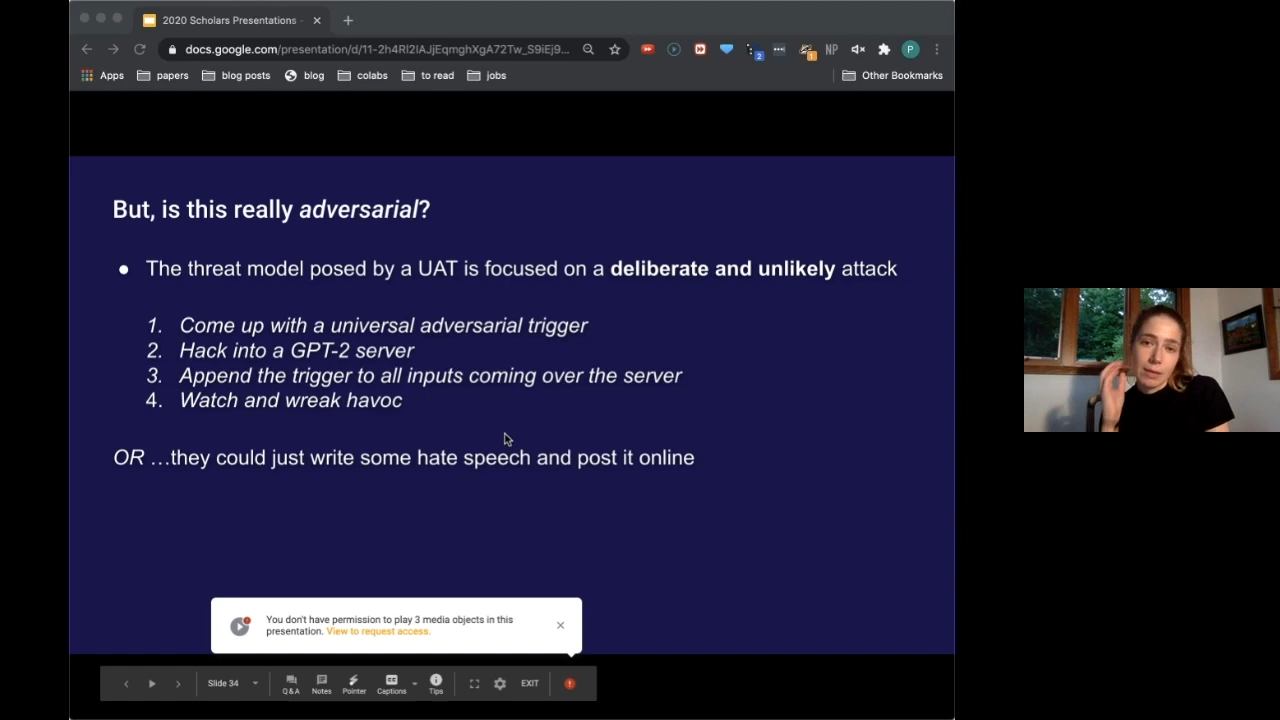 2020 Scholars Presentations -
docs.google.com/presentation/d/11-2h4RI2IAJjEqmghXgA72Tw_S9iEj9...
NP
P
2
1
Apps papers blog posts blog colabs to read jobs Other Bookmarks
But, is this really adversarial?
● The threat model posed by a UAT is focused on a deliberate and unlikely attack
1. Come up with a universal adversarial trigger
2. Hack into a GPT-2 server
3. Append the trigger to all inputs coming over the server
4. Watch and wreak havoc
OR …they could just write some hate speech and post it online
You don't have permission to play 3 media objects in this
presentation. View to request access.
Slide 34 Q&A Notes Pointer Captions Tips EXIT